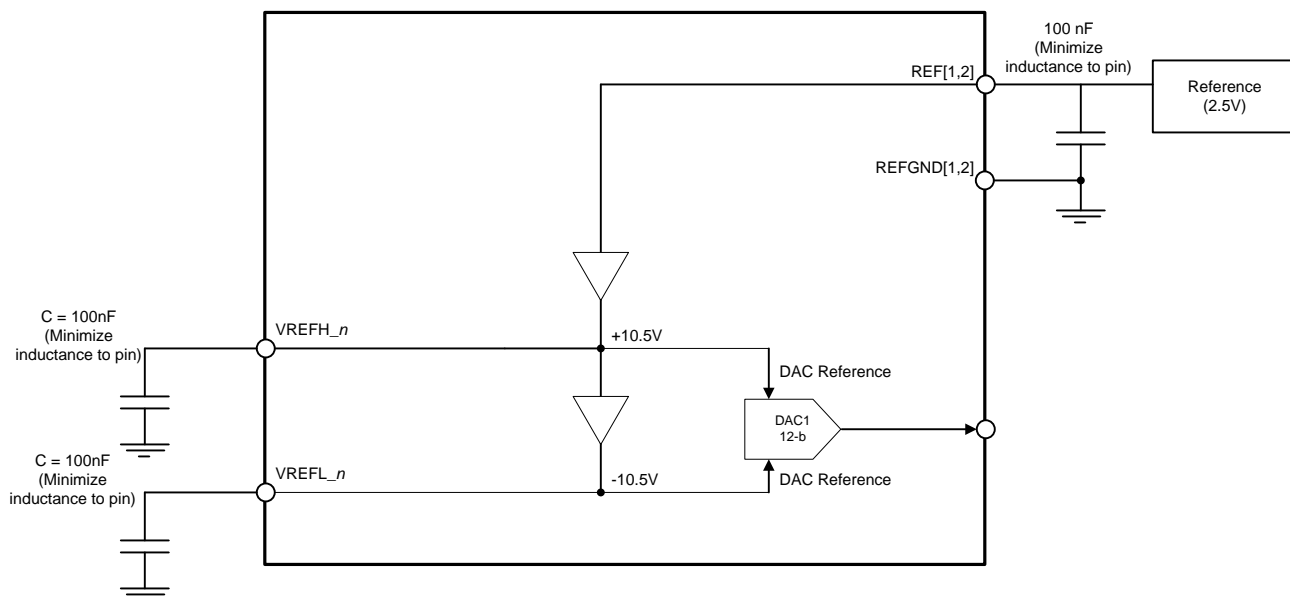 100 nF
(Minimize
inductance to pin)
REF[1,2]
Reference
(2.5V)
REFGND[1,2]
C = 100nF
(Minimize
inductance to pin)
VREFH_n
+10.5V
DAC Reference
DAC1
12-b
C = 100nF
(Minimize
inductance to pin)
VREFL_n
-10.5V
DAC Reference